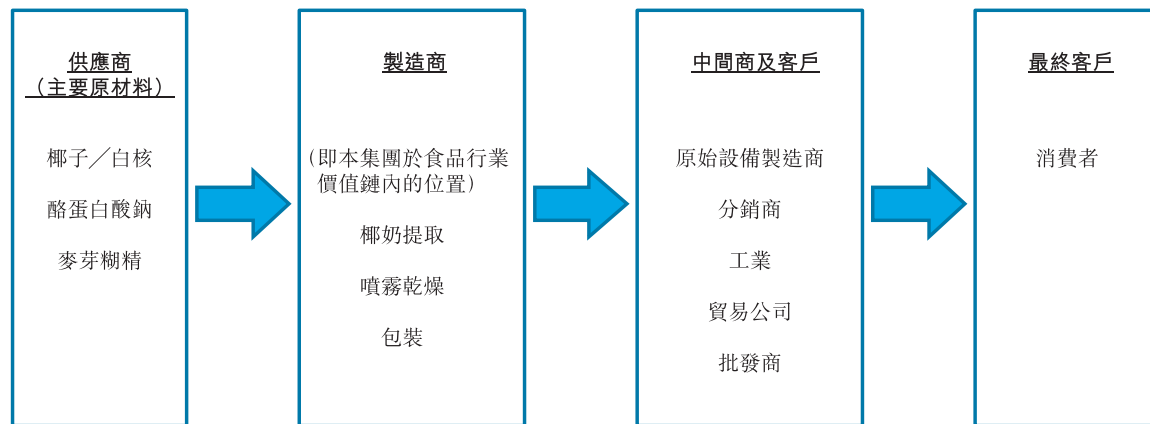 供應商
（主要原材料）
椰子／白核
酪蛋白酸鈉
麥芽糊精
製造商
(即本集團於食品行業
價值鏈內的位置)
椰奶提取
噴霧乾燥
包裝
中間商及客戶
原始設備製造商
分銷商
工業
貿易公司
批發商
最終客戶
消費者